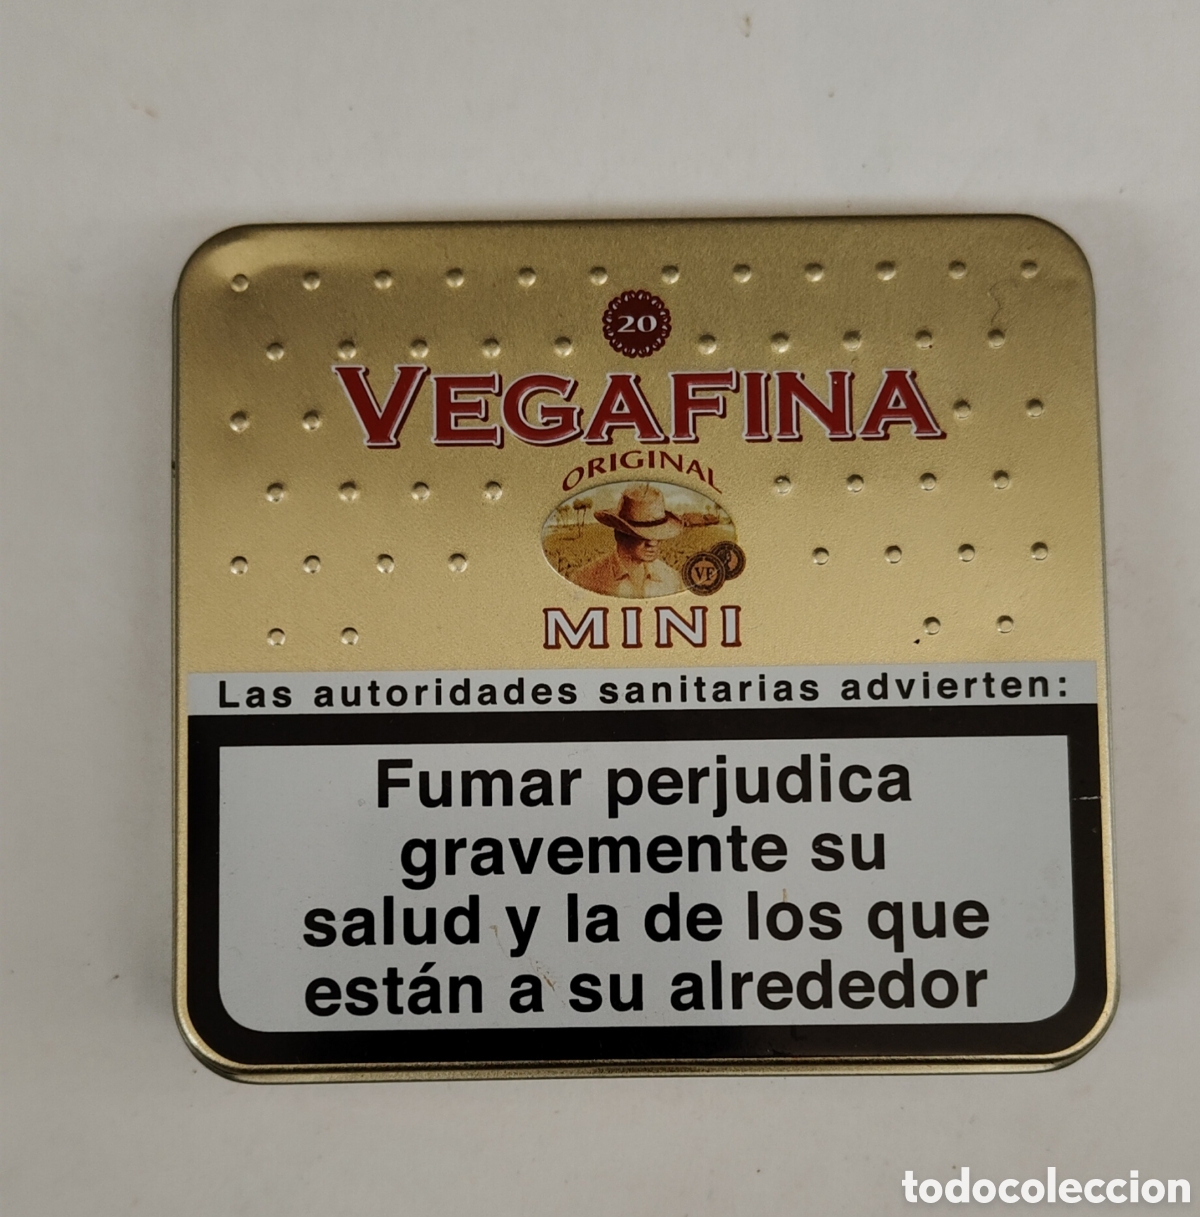 20
VEGAFINA
ORIGINAL
VF
MINI
Las autoridades sanitarias advierten:
Fumar perjudica
gravemente su
salud y la de los que
están a su alrededor
todocoleccion